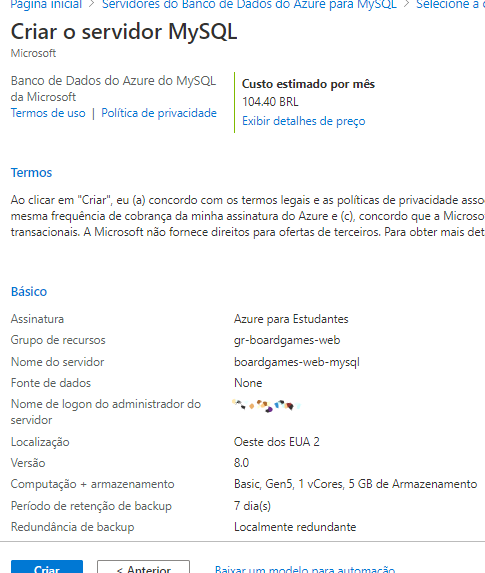 Página inicial > Servidores do Banco de Dados do Azure para MySQL > Selecione a
Criar o servidor MySQL
Microsoft
Banco de Dados do Azure do MySQL
da Microsoft
Termos de uso | Política de privacidade
Custo estimado por mês
104.40 BRL
Exibir detalhes de preço
Termos
Ao clicar em "Criar", eu (a) concordo com os termos legais e as políticas de privacidade asso
mesma frequência de cobrança da minha assinatura do Azure e (c), concordo que a Microso
transacionais. A Microsoft não fornece direitos para ofertas de terceiros. Para obter mais det
Básico
Assinatura Azure para Estudantes
Grupo de recursos gr-boardgames-web
Nome do servidor boardgames-web-mysql
Fonte de dados None
Nome de logon do administrador do
servidor
Localização Oeste dos EUA 2
Versão 8.0
Computação + armazenamento Basic, Gen5, 1 vCores, 5 GB de Armazenamento
Período de retenção de backup 7 dia(s)
Redundância de backup Localmente redundante
Criar < Anterior Baixar um modelo para automação